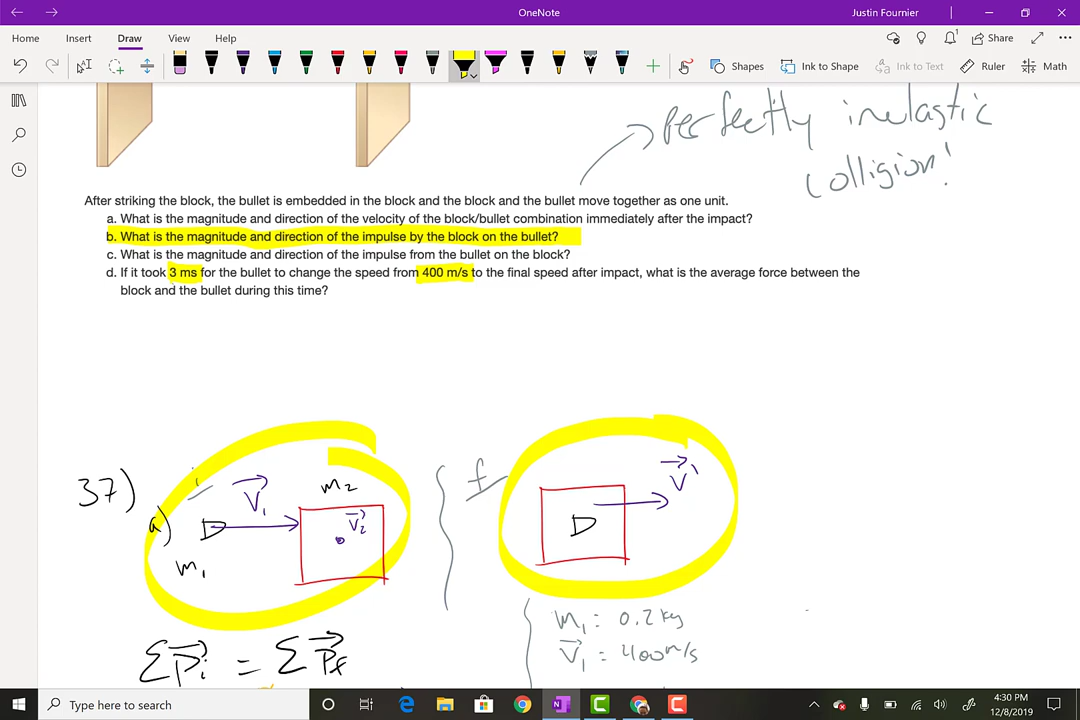 OneNote
Justin Fournier
Home Insert Draw View Help
Share
Shapes Ink to Shape Ink to Text Ruler Math
Perfectly inelastic
collision!
After striking the block, the bullet is embedded in the block and the block and the bullet move together as one unit.
a. What is the magnitude and direction of the velocity of the block/bullet combination immediately after the impact?
b. What is the magnitude and direction of the impulse by the block on the bullet?
c. What is the magnitude and direction of the impulse from the bullet on the block?
d. If it took 3 ms for the bullet to change the speed from 400 m/s to the final speed after impact, what is the average force between the
block and the bullet during this time?
37)
a)
i
V⃗₁
m₂
V⃗₂
m₁
f
V⃗'
m₁ = 0.2 kg
V⃗₁ = 400 m/s
ΣP⃗i = ΣP⃗f
Type here to search
4:30 PM
12/8/2019